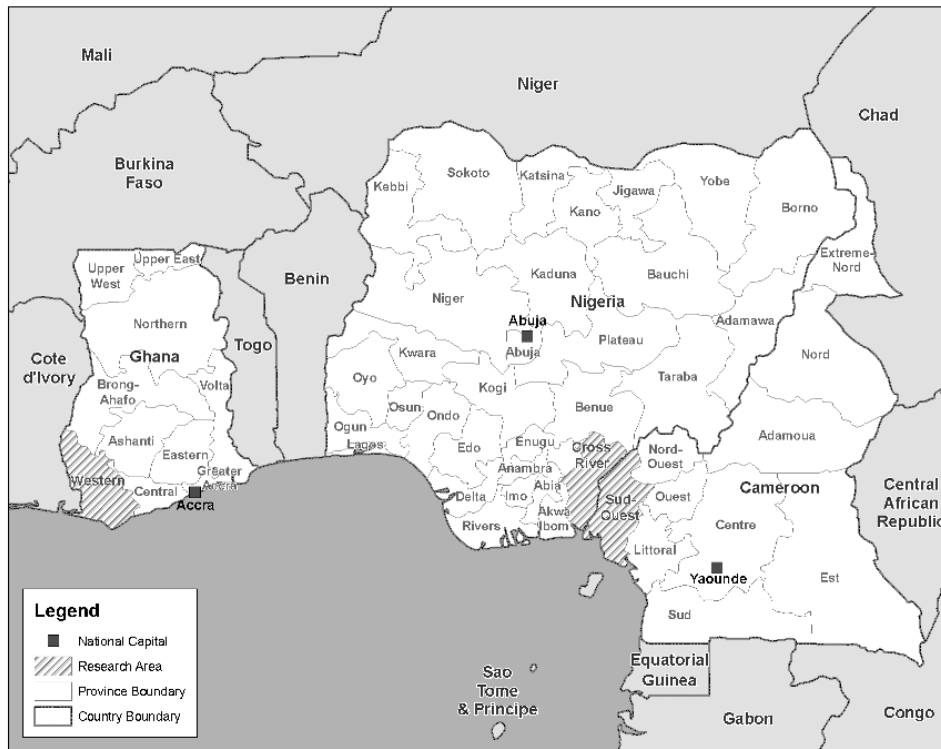 Mali
Niger
Chad
Burkina
Faso
Kebbi
Sokoto
Katsina
Kano
Jigawa
Yobe
Borno
Extreme-
Nord
Upper
West
Upper East
Benin
Niger
Kaduna
Nigeria
Bauchi
Northern
Ghana
Togo
Abuja
Abuja
Plateau
Adamawa
Nord
Cote
d'Ivory
Brong-
Ahafo
Volta
Oyo
Kwara
Kogi
Taraba
Osun
Ondo
Benue
Ogun
Lagos
Edo
Enugu
Cross
River
Nord-
Ouest
Adamoua
Ashanti
Eastern
Western
Central
Greater
Accra
Accra
Anambra
Delta
Imo
Abia
Rivers
Akwa
Ibom
Sud-
Ouest
Ouest
Cameroon
Centre
Littoral
Yaounde
Est
Sud
Central
African
Republic
Legend
National Capital
Research Area
Province Boundary
Country Boundary
Sao
Tome
& Principe
Equatorial
Guinea
Gabon
Congo